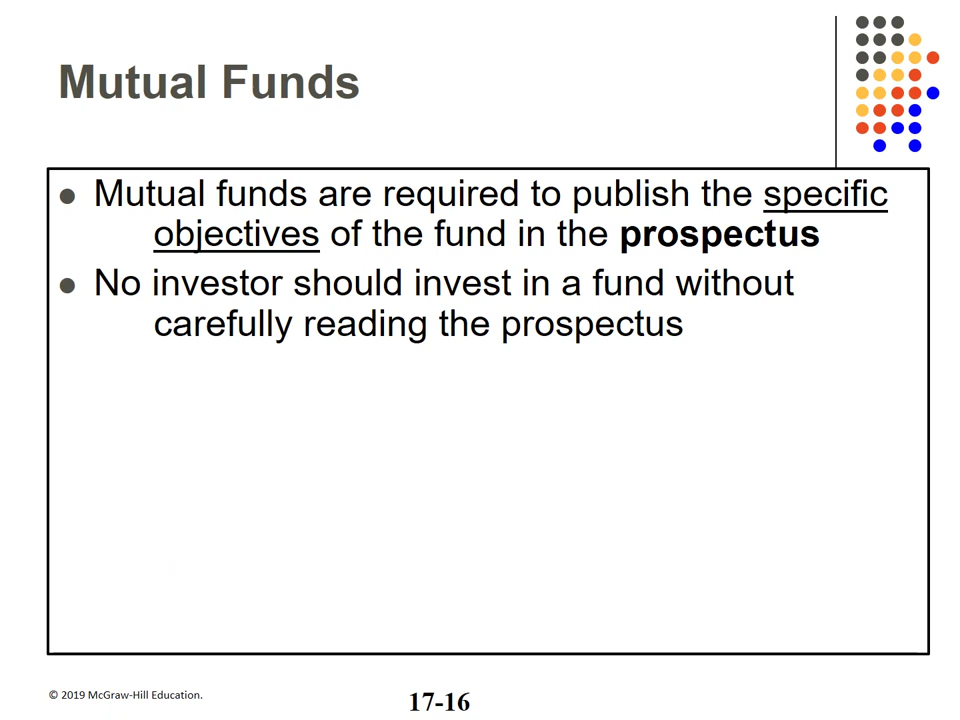 Mutual Funds
● Mutual funds are required to publish the specific
objectives of the fund in the prospectus
● No investor should invest in a fund without
carefully reading the prospectus
© 2019 McGraw-Hill Education.
17-16